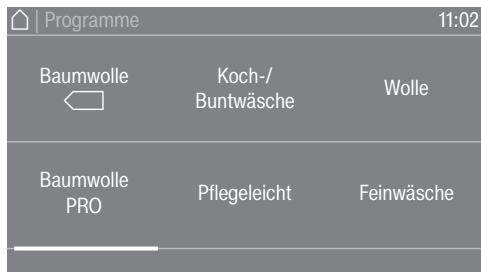 | Programme 11:02
Baumwolle
Koch-/
Buntwäsche
Wolle
Baumwolle
PRO
Pflegeleicht
Feinwäsche